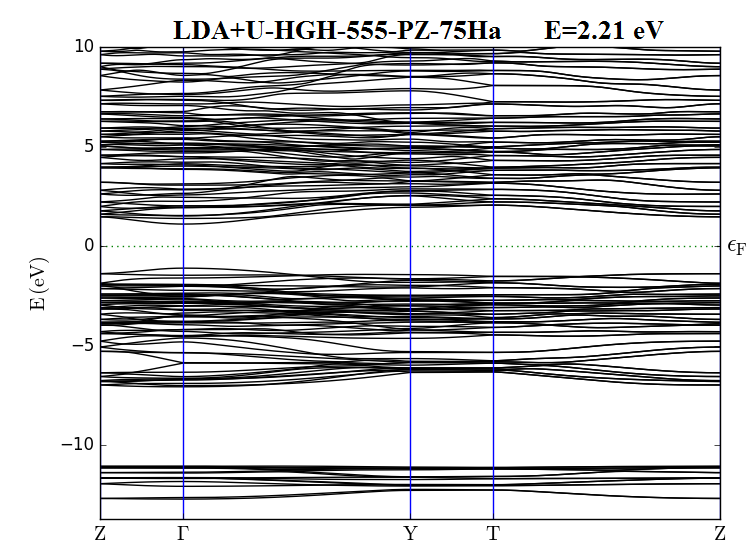 LDA+U-HGH-555-PZ-75Ha E=2.21 eV
10
5
0
−5
−10
E (eV)
ϵF
Z Γ Y T Z